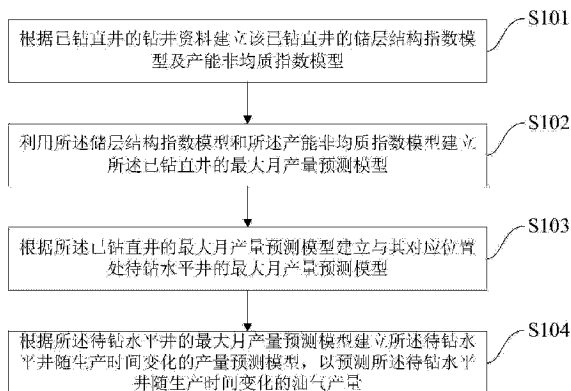 S101
根据已钻直井的钻井资料建立该已钻直井的储层结构指数模
型及产能非均质指数模型
S102
利用所述储层结构指数模型和所述产能非均质指数模型建立
所述已钻直井的最大月产量预测模型
S103
根据所述已钻直井的最大月产量预测模型建立与其对应位置
处待钻水平井的最大月产量预测模型
S104
根据所述待钻水平井的最大月产量预测模型建立所述待钻水
平井随生产时间变化的产量预测模型，以预测所述待钻水平
井随生产时间变化的油气产量